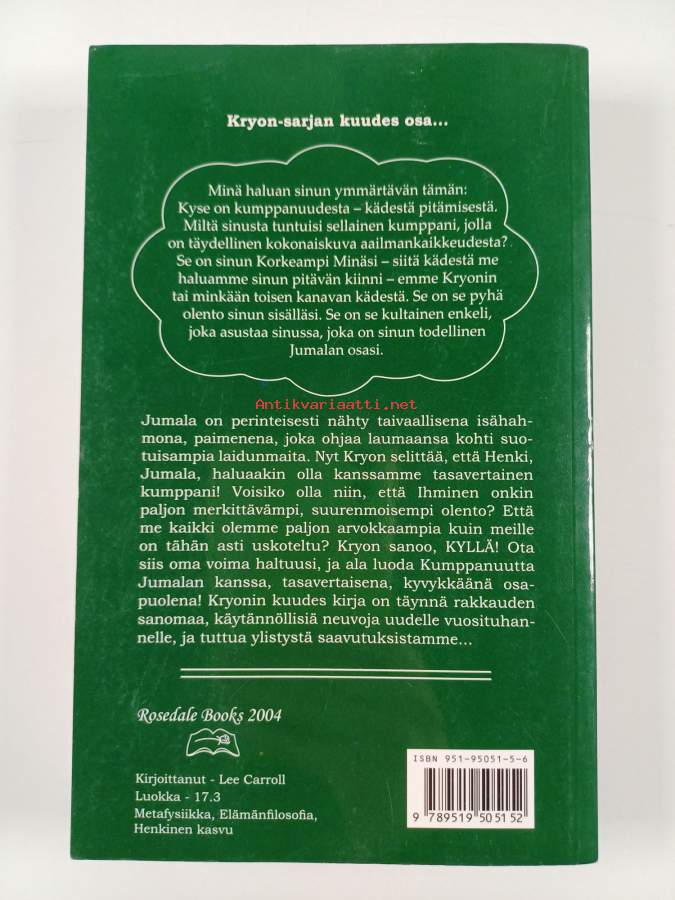 Kryon-sarjan kuudes osa...
Minä haluan sinun ymmärtävän tämän:
Kyse on kumppanuudesta – kädestä pitämisestä.
Miltä sinusta tuntuisi sellainen kumppani, jolla
on täydellinen kokonaiskuva aailmankaikkeudesta?
Se on sinun Korkeampi Minäsi – siitä kädestä me
haluamme sinun pitävän kiinni – emme Kryonin
tai minkään toisen kanavan kädestä. Se on se pyhä
olento sinun sisälläsi. Se on se kultainen enkeli,
joka asustaa sinussa, joka on sinun todellinen
Jumalan osasi.
Antikvariaatti.net
Jumala on perinteisesti nähty taivaallisena isähah-
mona, paimenena, joka ohjaa laumaansa kohti suo-
tuisampia laidunmaita. Nyt Kryon selittää, että Henki,
Jumala, haluaakin olla kanssamme tasavertainen
kumppani! Voisiko olla niin, että Ihminen onkin
paljon merkittävämpi, suurenmoisempi olento? Että
me kaikki olemme paljon arvokkaampia kuin meille
on tähän asti uskoteltu? Kryon sanoo, KYLLÄ! Ota
siis oma voima haltuusi, ja ala luoda Kumppanuutta
Jumalan kanssa, tasavertaisena, kyvykkäänä osa-
puolena! Kryonin kuudes kirja on täynnä rakkauden
sanomaa, käytännöllisiä neuvoja uudelle vuosituhan-
nelle, ja tuttua ylistystä saavutuksistamme...
Rosedale Books 2004
Kirjoittanut - Lee Carroll
Luokka - 17.3
Metafysiikka, Elämänfilosofia,
Henkinen kasvu
ISBN 951-95051-5-6
9 789519 505152